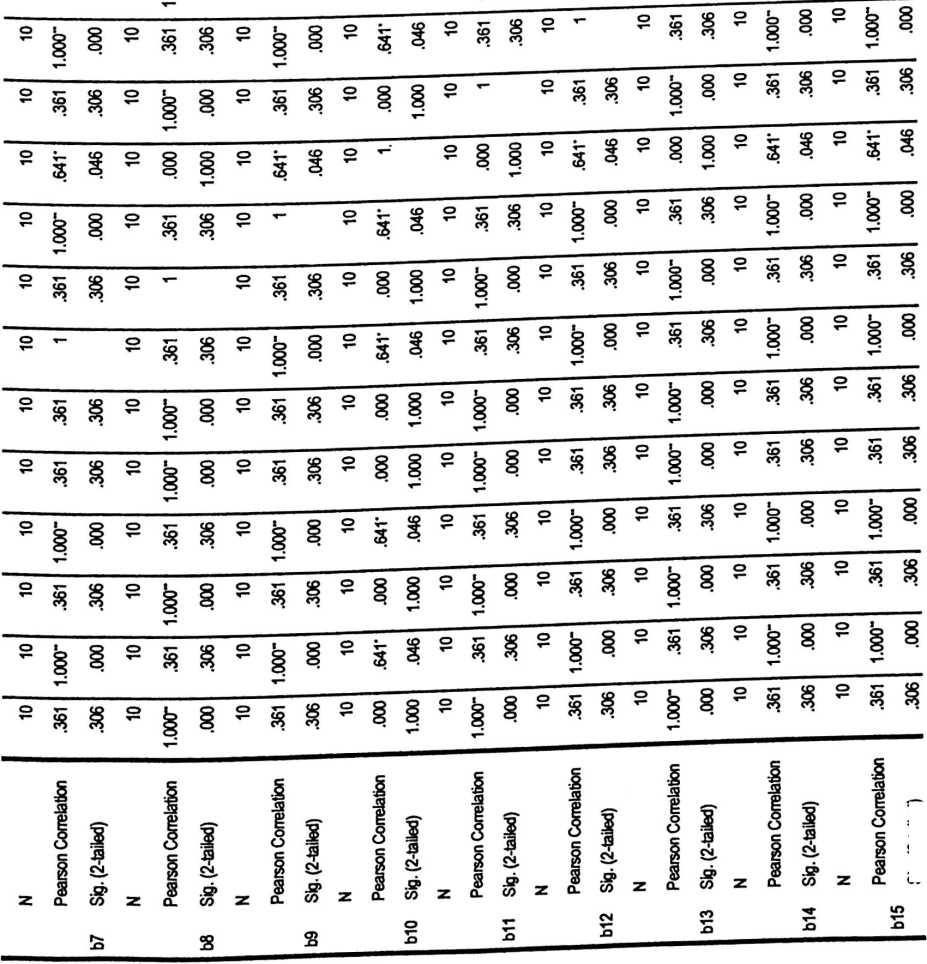 N 10 10 10 10 10 10 10 10 10 10 10 10
Pearson Correlation .361 1.000** .361 1.000** .361 .361 1 .361 1.000** .641* .361 1.000**
b7 Sig. (2-tailed) .306 .000 .306 .000 .306 .306 .306 .000 .046 .306 .000
N 10 10 10 10 10 10 10 10 10 10 10 10
Pearson Correlation 1.000** .361 1.000** .361 1.000** 1.000** .361 1 .361 .000 1.000** .361 1
b8 Sig. (2-tailed) .000 .306 .000 .306 .000 .000 .306 .306 1.000 .000 .306
N 10 10 10 10 10 10 10 10 10 10 10 10
Pearson Correlation .361 1.000** .361 1.000** .361 .361 1.000** .361 1 .641* .361 1.000**
b9 Sig. (2-tailed) .306 .000 .306 .000 .306 .306 .000 .306 .046 .306 .000
N 10 10 10 10 10 10 10 10 10 10 10 10
Pearson Correlation .000 .641* .000 .641* .000 .000 .641* .000 .641* 1. .000 .641*
b10 Sig. (2-tailed) 1.000 .046 1.000 .046 1.000 1.000 .046 1.000 .046 1.000 .046
N 10 10 10 10 10 10 10 10 10 10 10 10
Pearson Correlation 1.000** .361 1.000** .361 1.000** 1.000** .361 1.000** .361 .000 1 .361
b11 Sig. (2-tailed) .000 .306 .000 .306 .000 .000 .306 .000 .306 1.000 .306
N 10 10 10 10 10 10 10 10 10 10 10 10
Pearson Correlation .361 1.000** .361 1.000** .361 .361 1.000** .361 1.000** .641* .361 1
b12 Sig. (2-tailed) .306 .000 .306 .000 .306 .306 .000 .306 .000 .046 .306
N 10 10 10 10 10 10 10 10 10 10 10 10
Pearson Correlation 1.000** .361 1.000** .361 1.000** 1.000** .361 1.000** .361 .000 1.000** .361
b13 Sig. (2-tailed) .000 .306 .000 .306 .000 .000 .306 .000 .306 1.000 .000 .306
N 10 10 10 10 10 10 10 10 10 10 10 10
Pearson Correlation .361 1.000** .361 1.000** .361 .361 1.000** .361 1.000** .641* .361 1.000**
b14 Sig. (2-tailed) .306 .000 .306 .000 .306 .306 .000 .306 .000 .046 .306 .000
N 10 10 10 10 10 10 10 10 10 10 10 10
Pearson Correlation .361 1.000** .361 1.000** .361 .361 1.000** .361 1.000** .641* .361 1.000**
b15 .306 .000 .306 .000 .306 .306 .000 .306 .000 .046 .306 .000